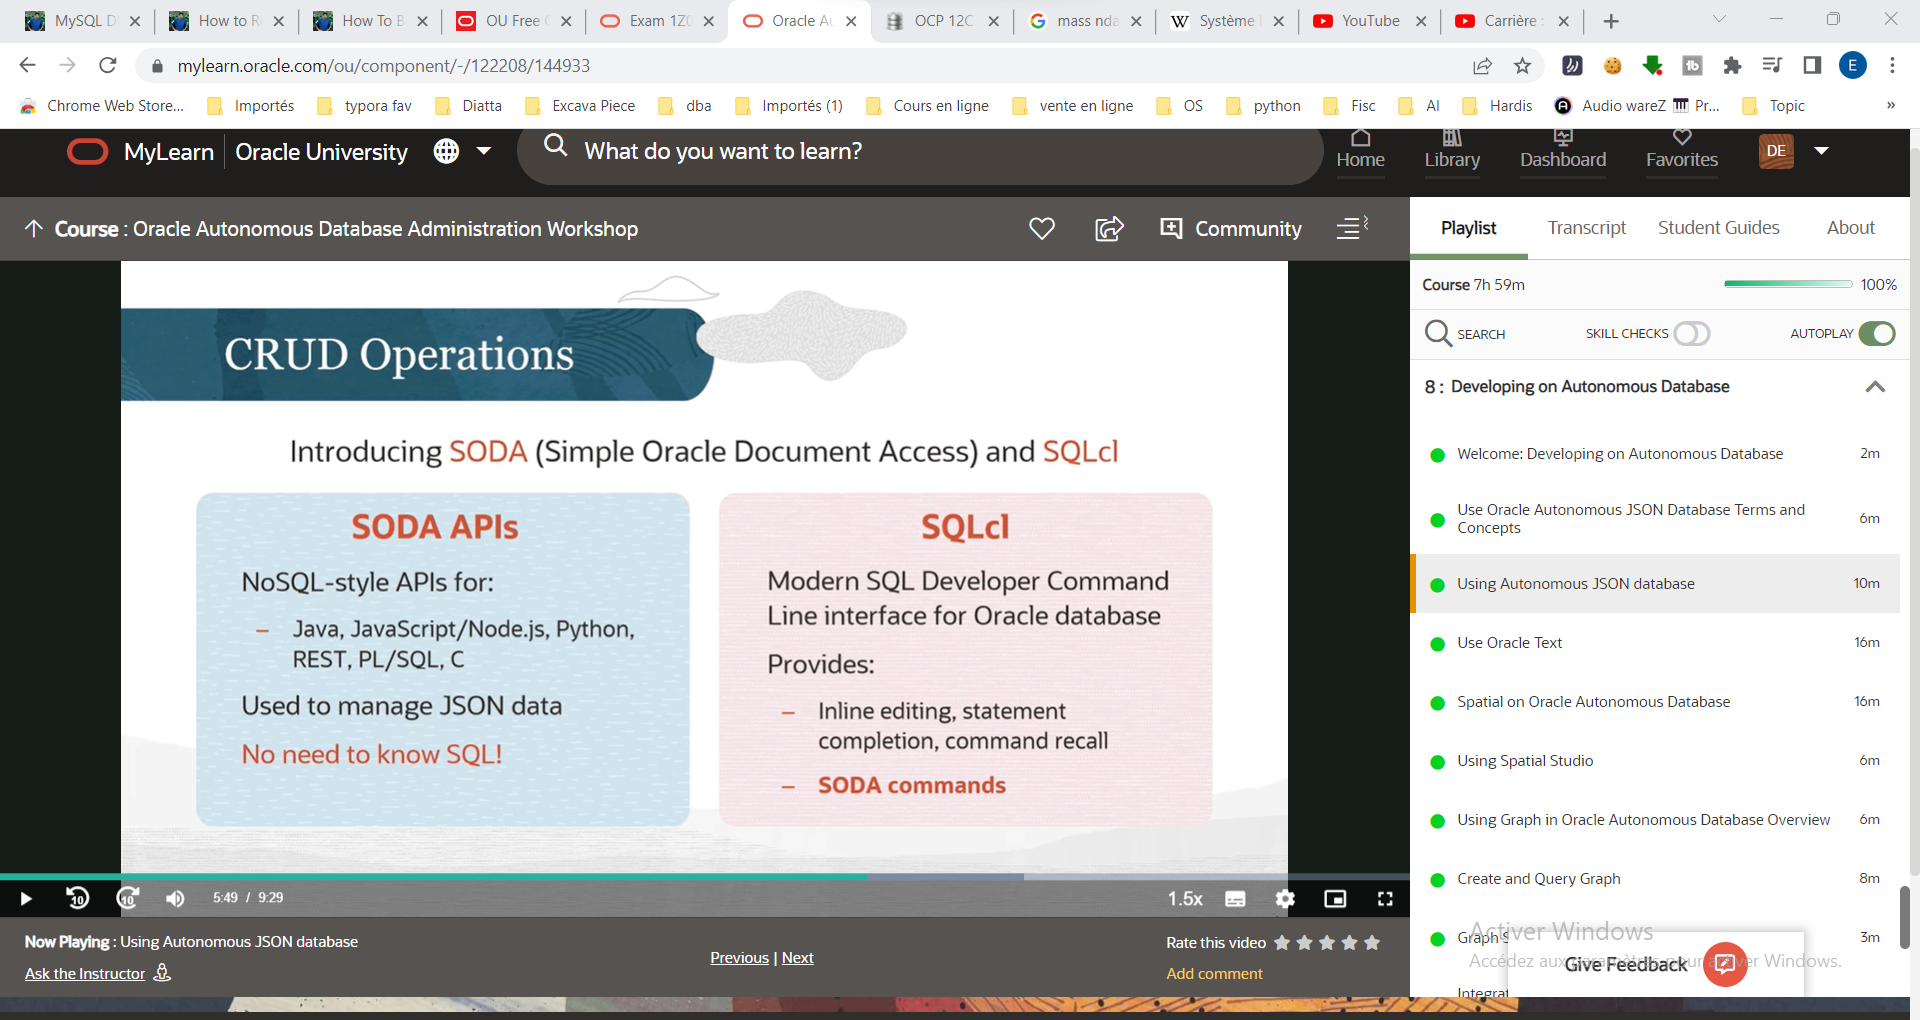 MySQL D
How to R
How To B
OU Free
Exam 1Z0
Oracle Au
OCP 12C
mass nda
Système
YouTube
Carrière :
mylearn.oracle.com/ou/component/-/122208/144933
E
Chrome Web Store...
Importés
typora fav
Diatta
Excava Piece
dba
Importés (1)
Cours en ligne
vente en ligne
OS
python
Fisc
AI
Hardis
Audio wareZ
Pr...
Topic
»
MyLearn
Oracle University
What do you want to learn?
Home
Library
Dashboard
Favorites
DE
Course : Oracle Autonomous Database Administration Workshop
Community
CRUD Operations
Introducing SODA (Simple Oracle Document Access) and SQLcl
SODA APIs
NoSQL-style APIs for:
– Java, JavaScript/Node.js, Python,
REST, PL/SQL, C
Used to manage JSON data
No need to know SQL!
SQLcl
Modern SQL Developer Command
Line interface for Oracle database
Provides:
– Inline editing, statement
completion, command recall
– SODA commands
10
10
5:49 / 9:29
1.5x
Now Playing : Using Autonomous JSON database
Ask the Instructor
Previous | Next
Rate this video
Add comment
Playlist
Transcript
Student Guides
About
Course 7h 59m
100%
SEARCH
SKILL CHECKS
AUTOPLAY
8 : Developing on Autonomous Database
Welcome: Developing on Autonomous Database 2m
Use Oracle Autonomous JSON Database Terms and
Concepts 6m
Using Autonomous JSON database 10m
Use Oracle Text 16m
Spatial on Oracle Autonomous Database 16m
Using Spatial Studio 6m
Using Graph in Oracle Autonomous Database Overview 6m
Create and Query Graph 8m
Graph S 3m
Activer Windows
Accédez aux paramètres pour activer Windows.
Give Feedback
Integrat